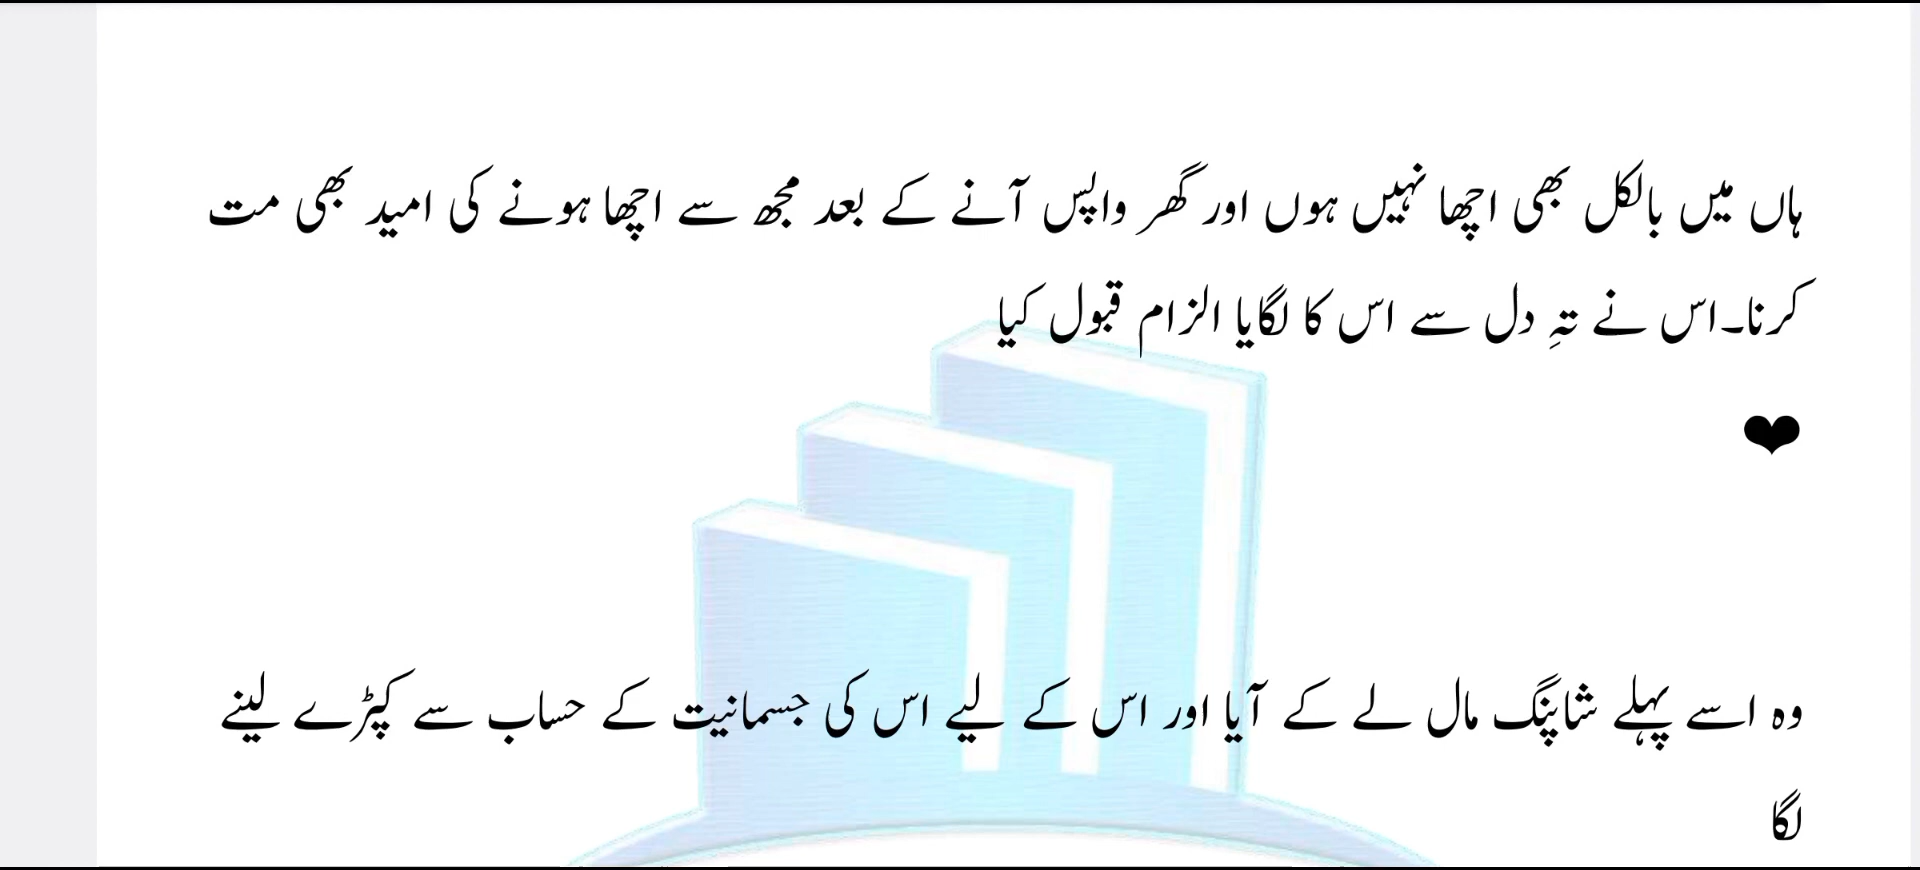 ہاں میں بالکل بھی اچھا نہیں ہوں اور گھر واپس آنے کے بعد مجھ سے اچھا ہونے کی امید بھی مت
کرنا۔اس نے تہِ دل سے اس کا لگایا الزام قبول کیا
❤
وہ اسے پہلے شاپنگ مال لے کے آیا اور اس کے لیے اس کی جسمانیت کے حساب سے کپڑے لینے
لگا